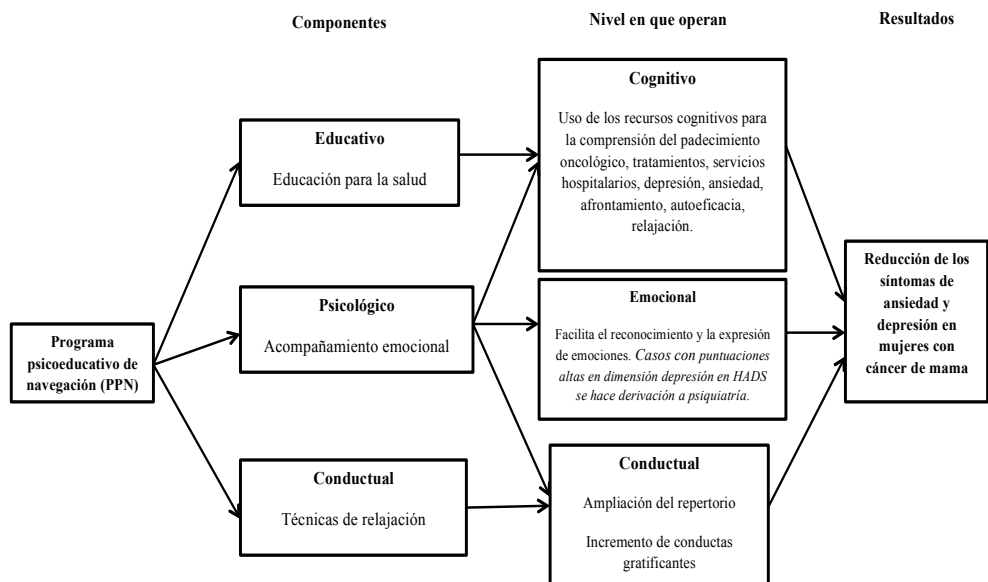 Componentes
Nivel en que operan
Resultados
Programa
psicoeducativo de
navegación (PPN)
Educativo
Educación para la salud
Psicológico
Acompañamiento emocional
Conductual
Técnicas de relajación
Cognitivo
Uso de los recursos cognitivos para
la comprensión del padecimiento
oncológico, tratamientos, servicios
hospitalarios, depresión, ansiedad,
afrontamiento, autoeficacia,
relajación.
Emocional
Facilita el reconocimiento y la expresión
de emociones. Casos con puntuaciones
altas en dimensión depresión en HADS
se hace derivación a psiquiatría.
Conductual
Ampliación del repertorio
Incremento de conductas
gratificantes
Reducción de los
síntomas de
ansiedad y
depresión en
mujeres con
cáncer de mama